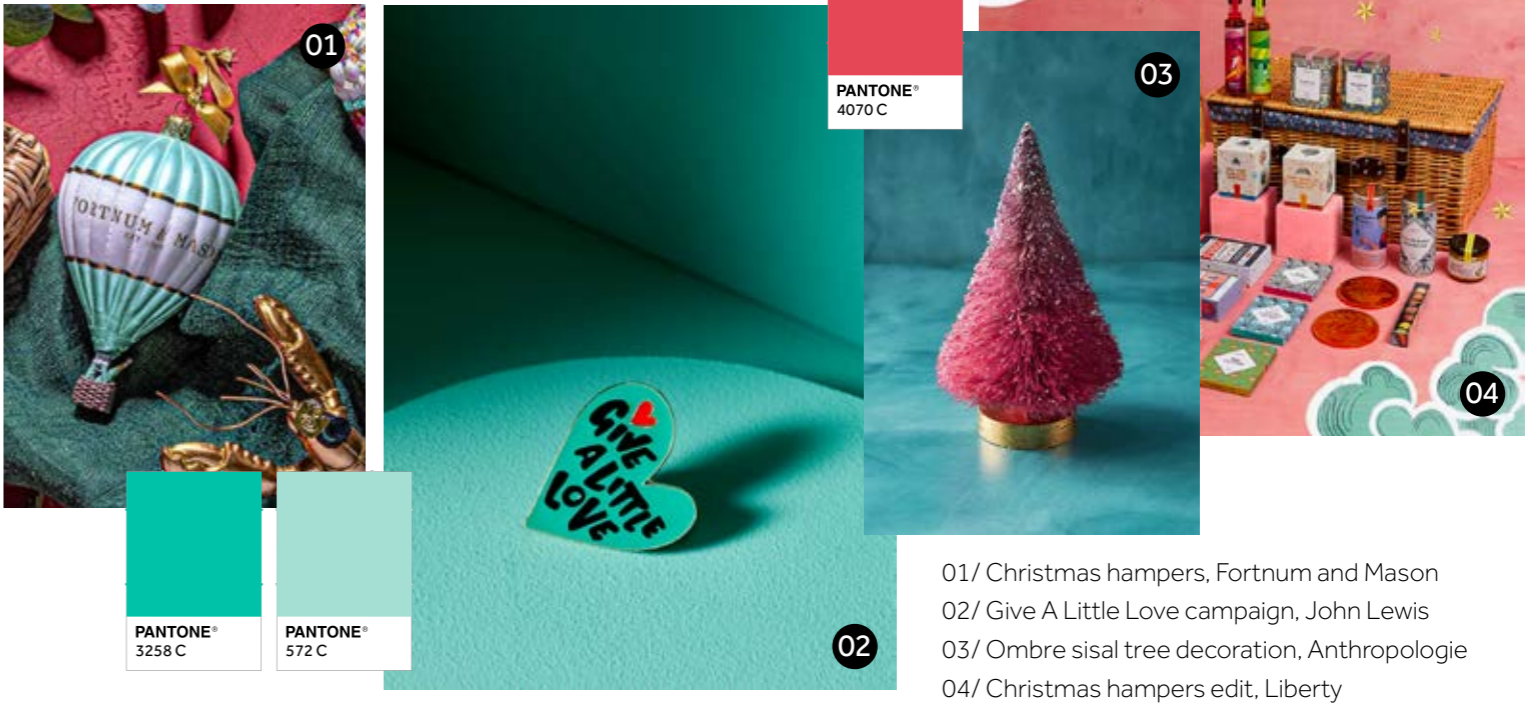 01
FORTNUM & MASON
PANTONE®
3258 C
PANTONE®
572 C
GIVE
A LITTLE
LOVE
02
PANTONE®
4070 C
03
04
01/ Christmas hampers, Fortnum and Mason
02/ Give A Little Love campaign, John Lewis
03/ Ombre sisal tree decoration, Anthropologie
04/ Christmas hampers edit, Liberty